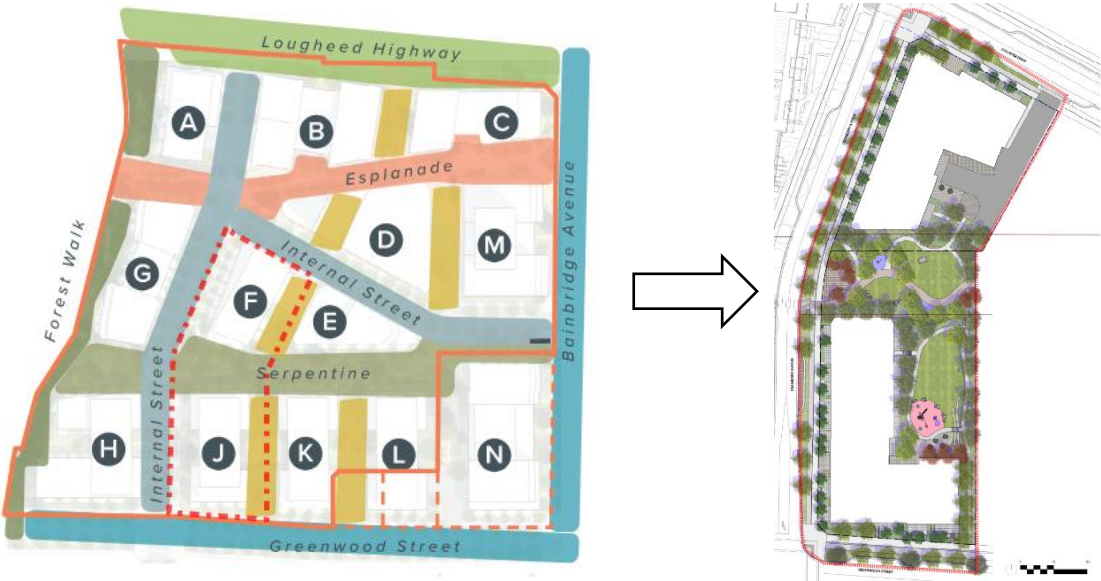 Lougheed Highway
A
B
C
Esplanade
Bainbridge Avenue
Forest Walk
D
M
G
Internal Street
F
E
Serpentine
Internal Street
H
J
K
L
N
Greenwood Street